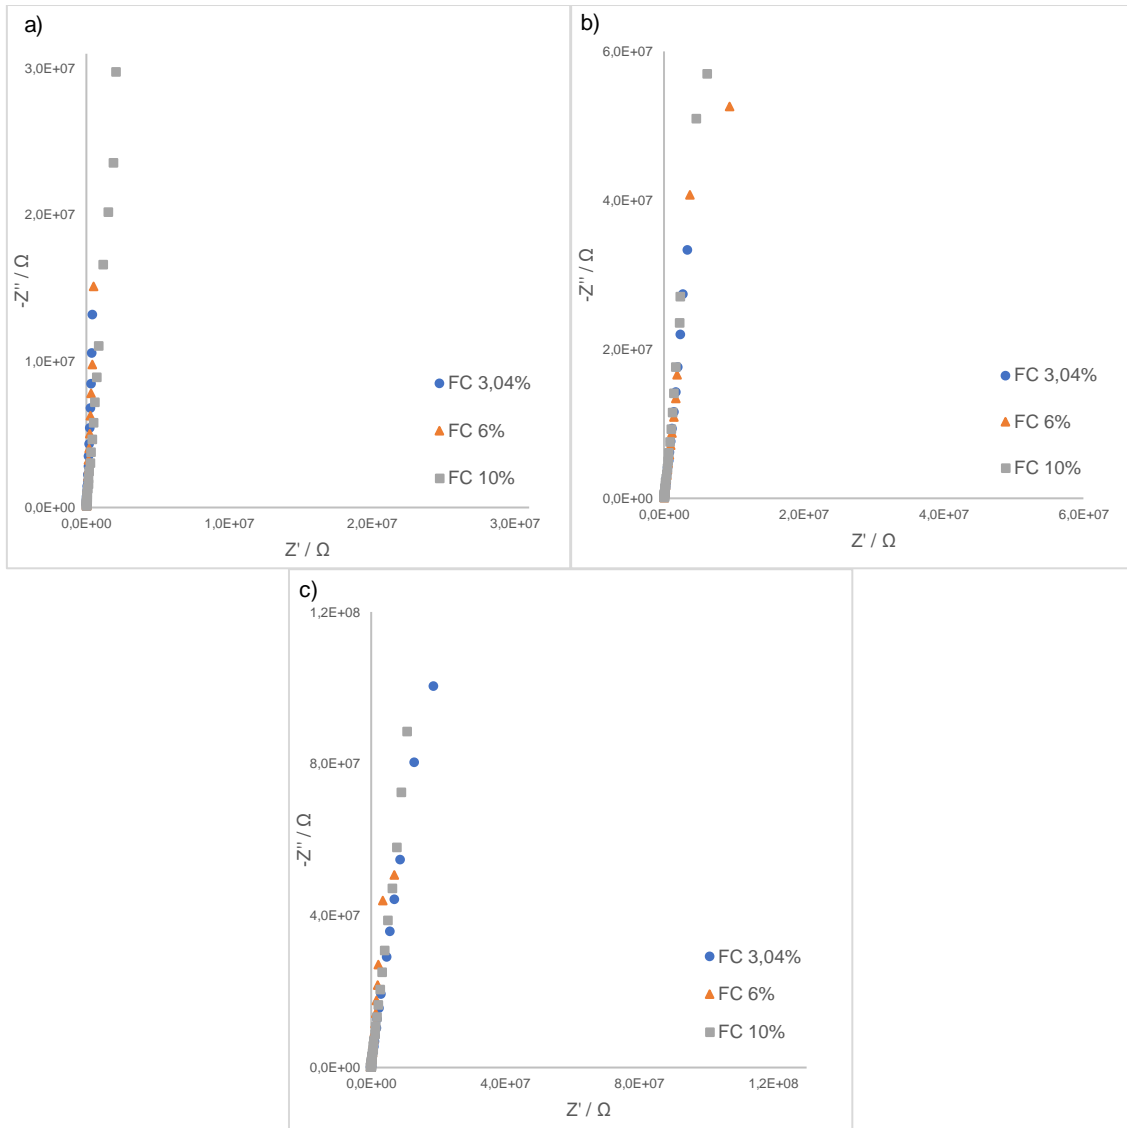 a)
3,0E+07
2,0E+07
1,0E+07
0,0E+00
-Z'' / Ω
0,0E+00 1,0E+07 2,0E+07 3,0E+07
Z' / Ω
FC 3,04%
FC 6%
FC 10%
b)
6,0E+07
4,0E+07
2,0E+07
0,0E+00
-Z'' / Ω
0,0E+00 2,0E+07 4,0E+07 6,0E+07
Z' / Ω
FC 3,04%
FC 6%
FC 10%
c)
1,2E+08
8,0E+07
4,0E+07
0,0E+00
-Z'' / Ω
0,0E+00 4,0E+07 8,0E+07 1,2E+08
Z' / Ω
FC 3,04%
FC 6%
FC 10%